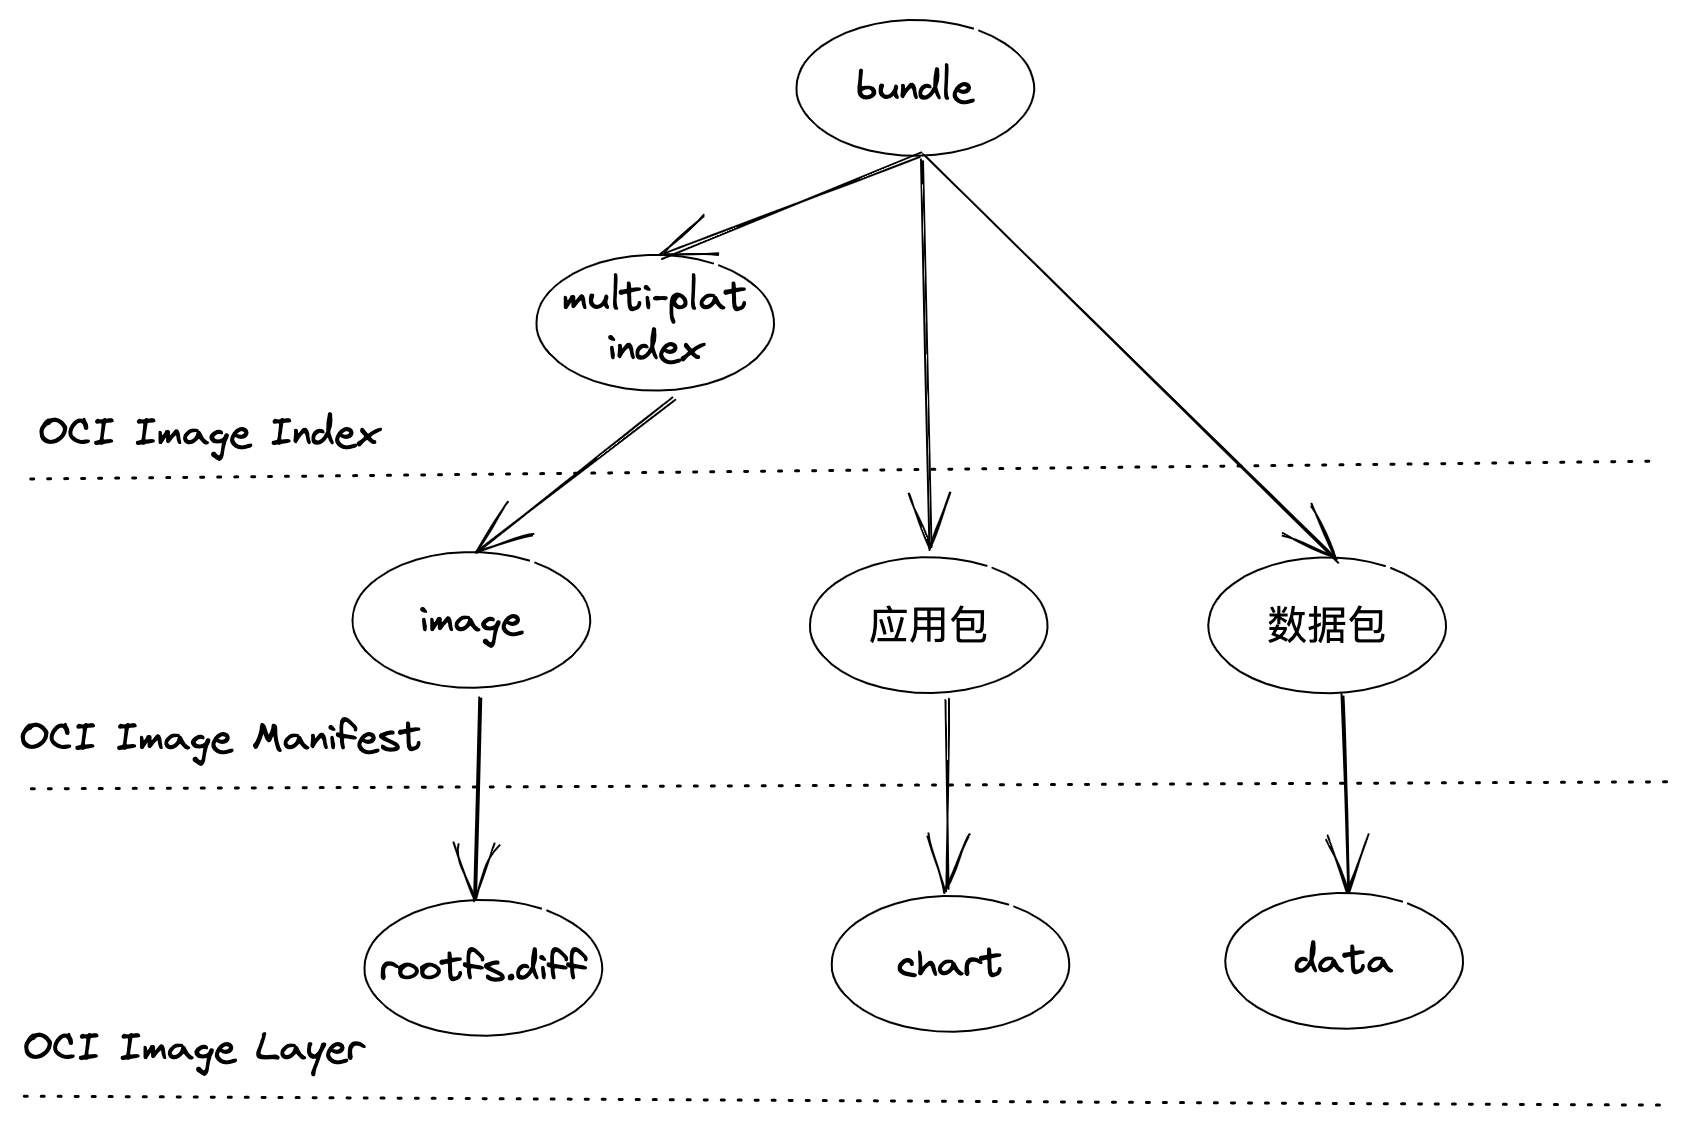 bundle
multi-plat
index
OCI Image Index
image
应用包
数据包
OCI Image Manifest
rootfs.diff
chart
data
OCI Image Layer